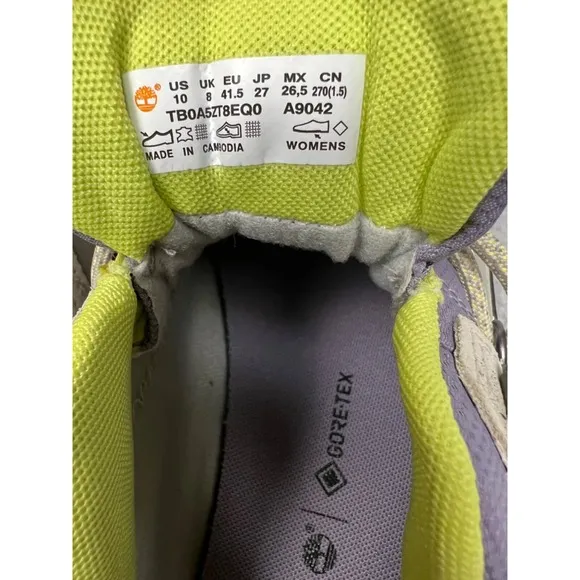 US UK EU JP MX CN
10 8 41.5 27 26,5 270(1.5)
TB0A5ZT8EQ0 A9042
MADE IN CAMBODIA WOMENS
GORE-TEX